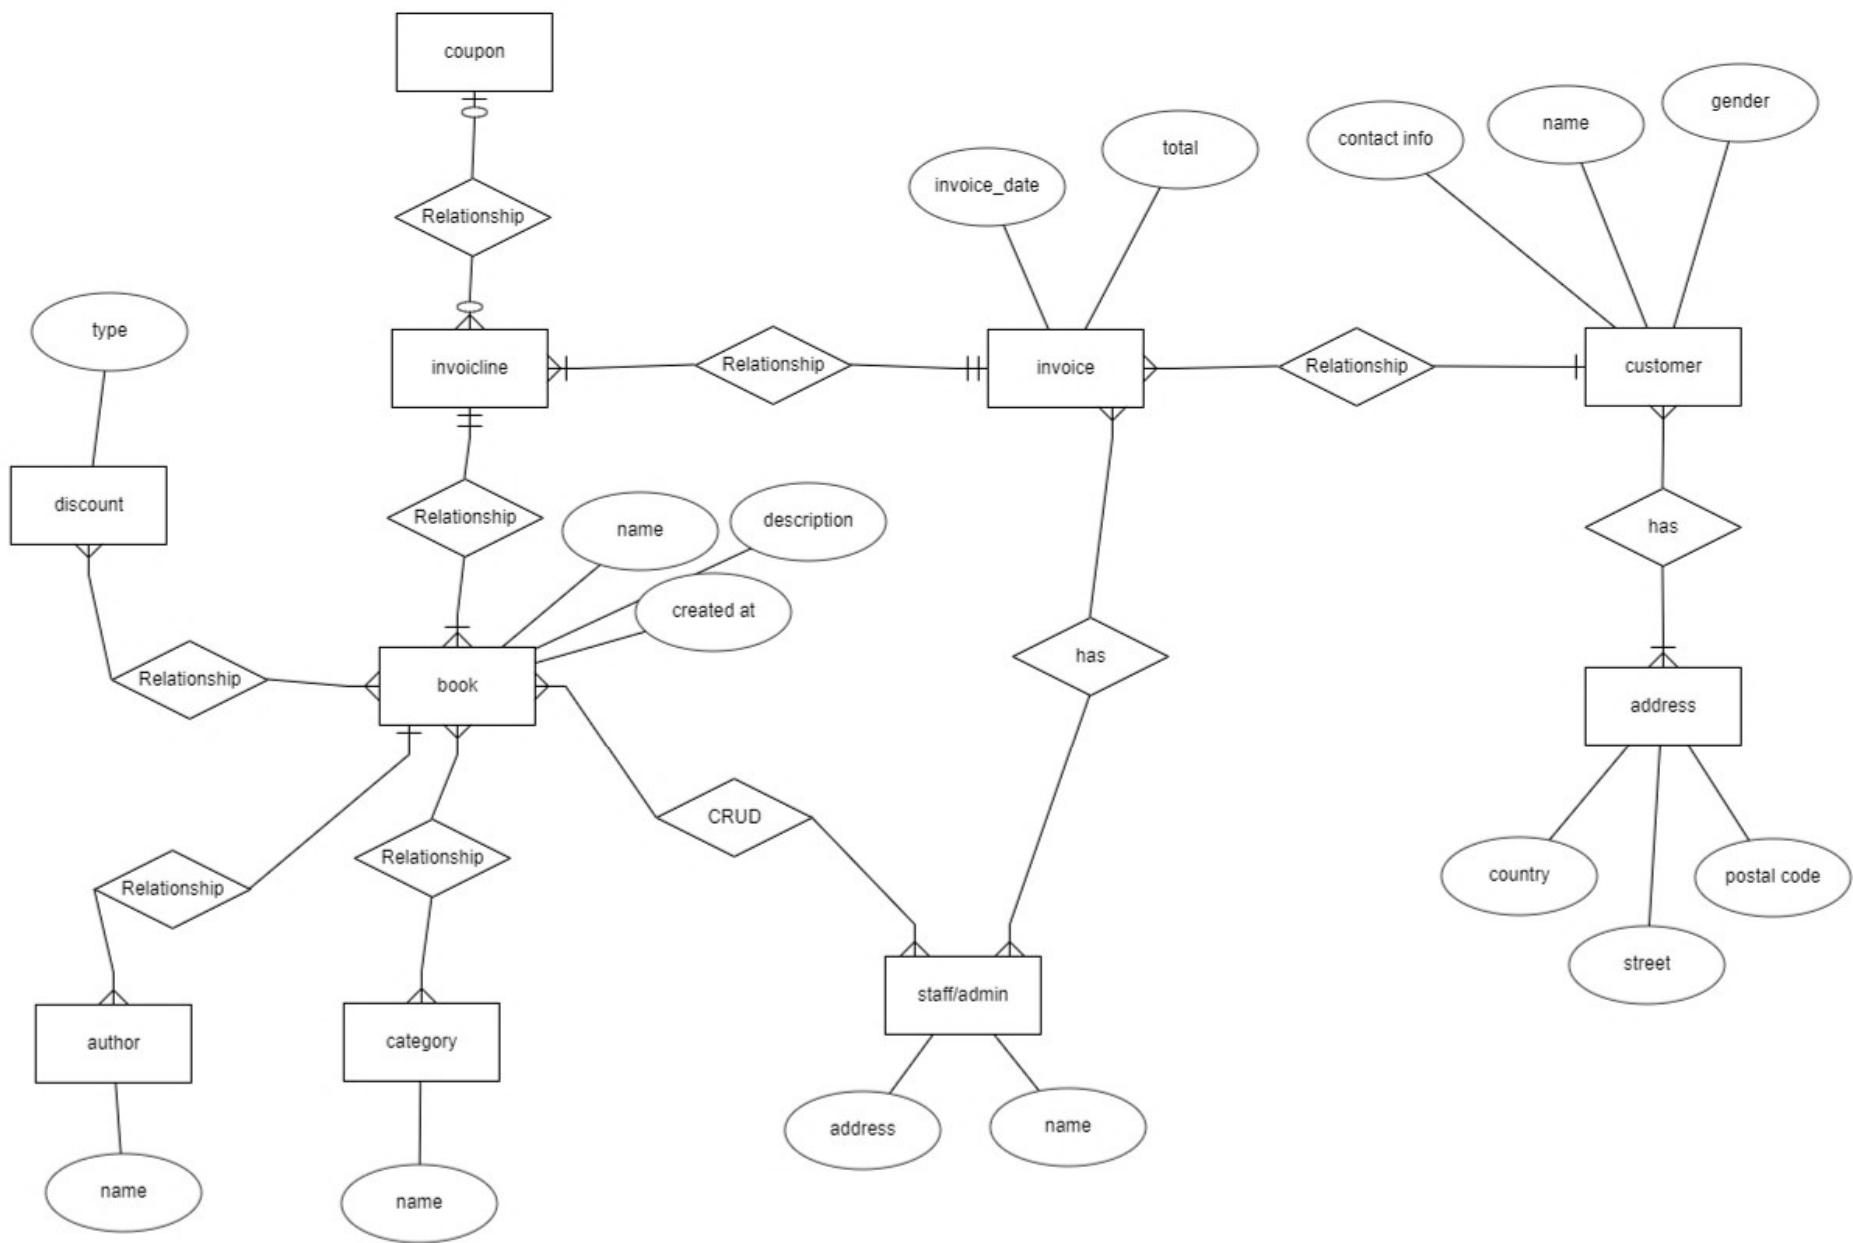 coupon
gender
name
contact info
total
invoice_date
Relationship
type
invoicline
Relationship
invoice
Relationship
customer
discount
Relationship
name
description
has
created at
Relationship
book
has
address
CRUD
Relationship
Relationship
country
postal code
street
staff/admin
author
category
address
name
name
name